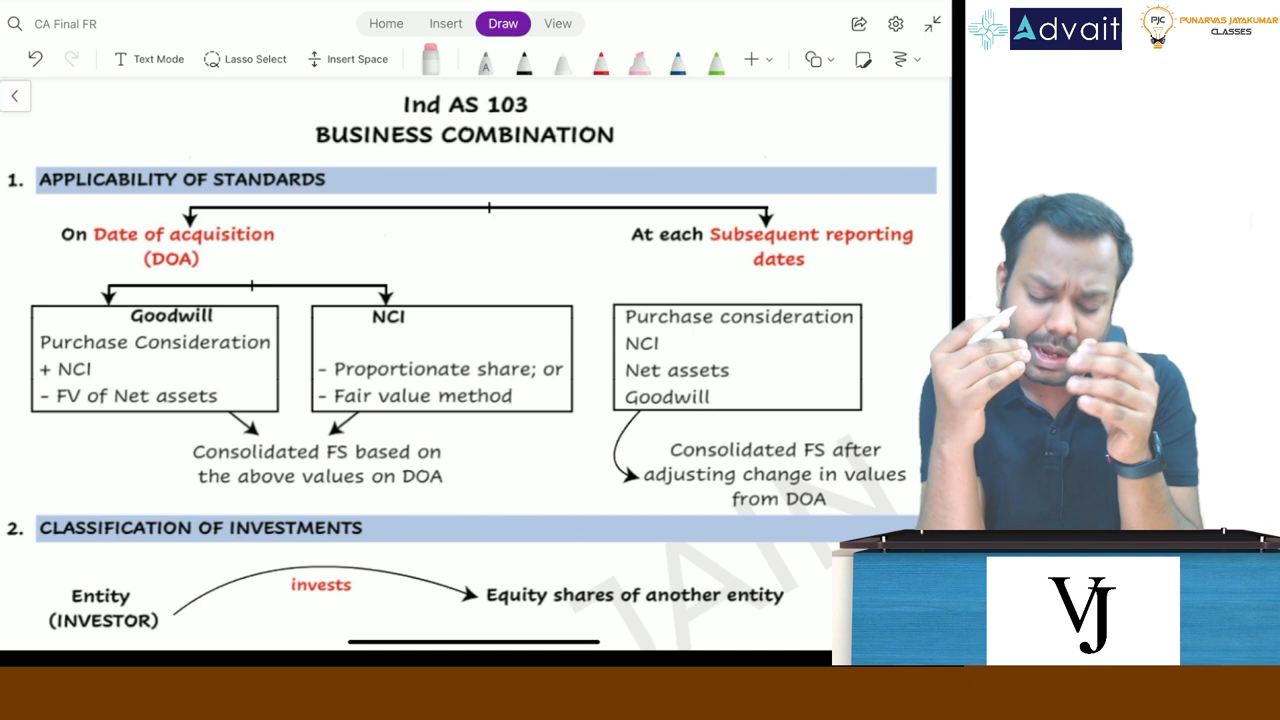 CA Final FR
Home Insert Draw View
Text Mode Lasso Select Insert Space
Ind AS 103
BUSINESS COMBINATION
1. APPLICABILITY OF STANDARDS
On Date of acquisition
(DOA)
At each Subsequent reporting
dates
Goodwill
Purchase Consideration
+ NCI
- FV of Net assets
NCI
- Proportionate share; or
- Fair value method
Purchase consideration
NCI
Net assets
Goodwill
Consolidated FS based on
the above values on DOA
Consolidated FS after
adjusting change in values
from DOA
2. CLASSIFICATION OF INVESTMENTS
Entity
(INVESTOR)
invests
Equity shares of another entity
JAIN
Advait
PJC
PUNARVAS JAYAKUMAR
CLASSES
VJ